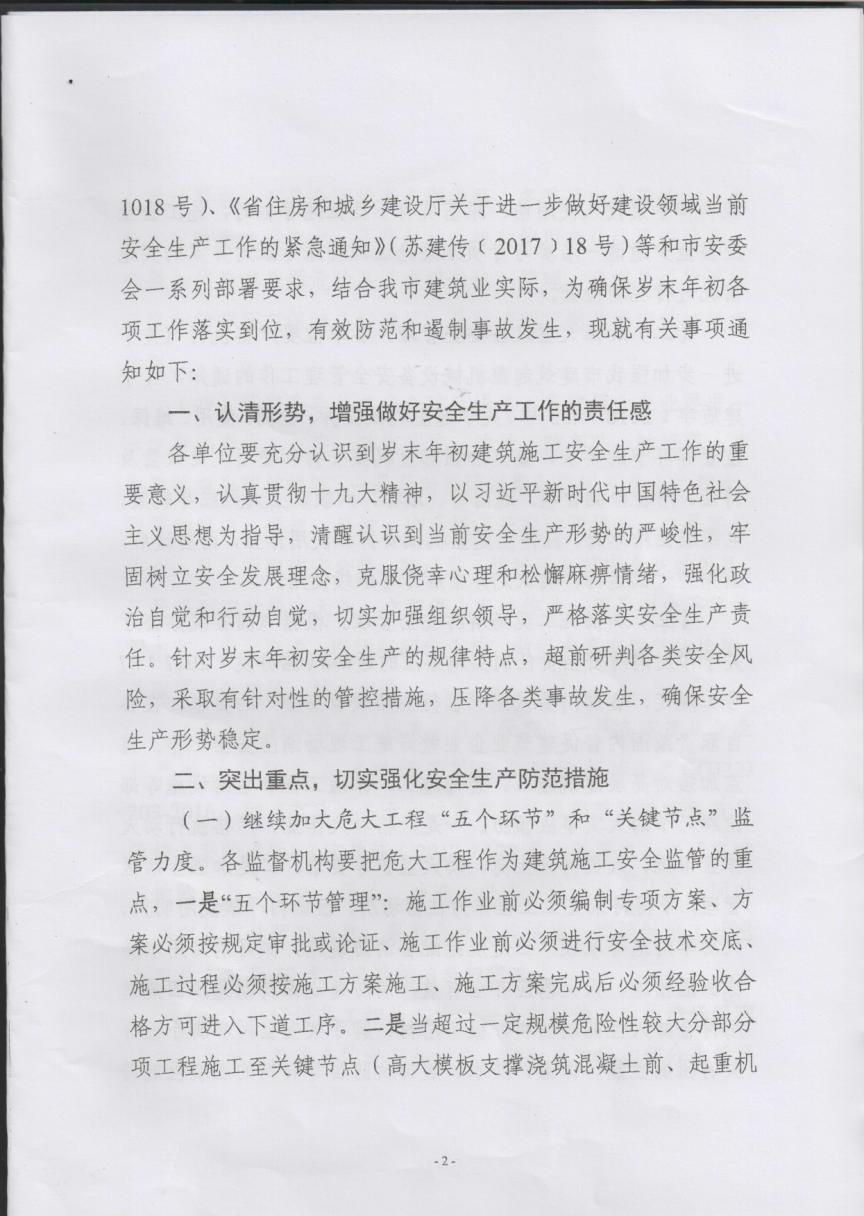 1018 号）、《省住房和城乡建设厅关于进一步做好建设领域当前
安全生产工作的紧急通知》（苏建传﹝2017﹞18 号）等和市安委
会一系列部署要求，结合我市建筑业实际，为确保岁末年初各
项工作落实到位，有效防范和遏制事故发生，现就有关事项通
知如下：
一、认清形势，增强做好安全生产工作的责任感
各单位要充分认识到岁末年初建筑施工安全生产工作的重
要意义，认真贯彻十九大精神，以习近平新时代中国特色社会
主义思想为指导，清醒认识到当前安全生产形势的严峻性，牢
固树立安全发展理念，克服侥幸心理和松懈麻痹情绪，强化政
治自觉和行动自觉，切实加强组织领导，严格落实安全生产责
任。针对岁末年初安全生产的规律特点，超前研判各类安全风
险，采取有针对性的管控措施，压降各类事故发生，确保安全
生产形势稳定。
二、突出重点，切实强化安全生产防范措施
（一）继续加大危大工程“五个环节”和“关键节点”监
管力度。各监督机构要把危大工程作为建筑施工安全监管的重
点，一是“五个环节管理”：施工作业前必须编制专项方案、方
案必须按规定审批或论证、施工作业前必须进行安全技术交底、
施工过程必须按施工方案施工、施工方案完成后必须经验收合
格方可进入下道工序。二是当超过一定规模危险性较大分部分
项工程施工至关键节点（高大模板支撑浇筑混凝土前、起重机
- 2 -